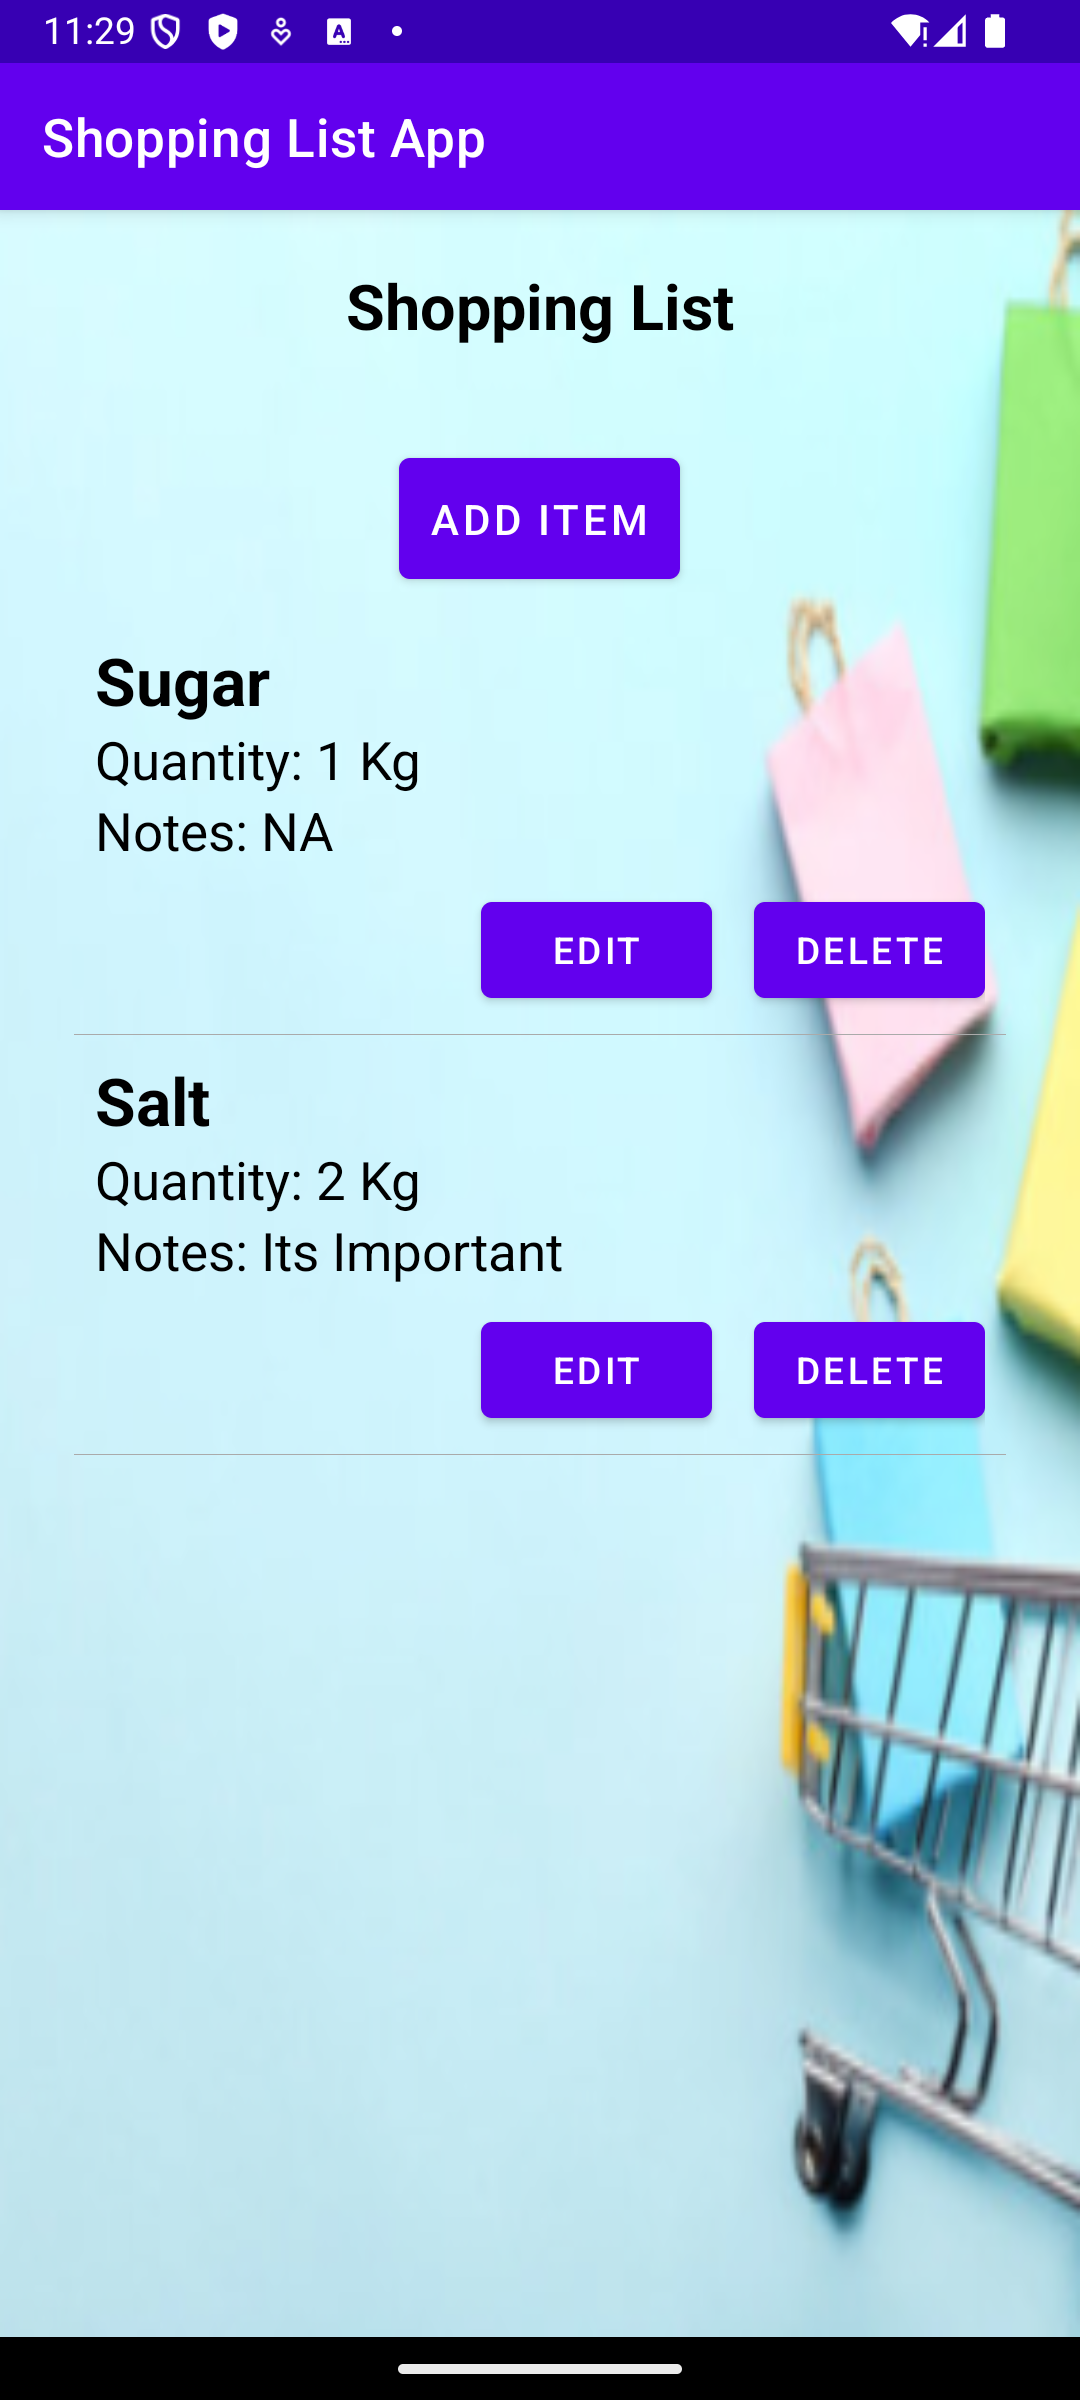 11:29
Shopping List App
Shopping List
ADD ITEM
Sugar
Quantity: 1 Kg
Notes: NA
EDIT DELETE
Salt
Quantity: 2 Kg
Notes: Its Important
EDIT DELETE